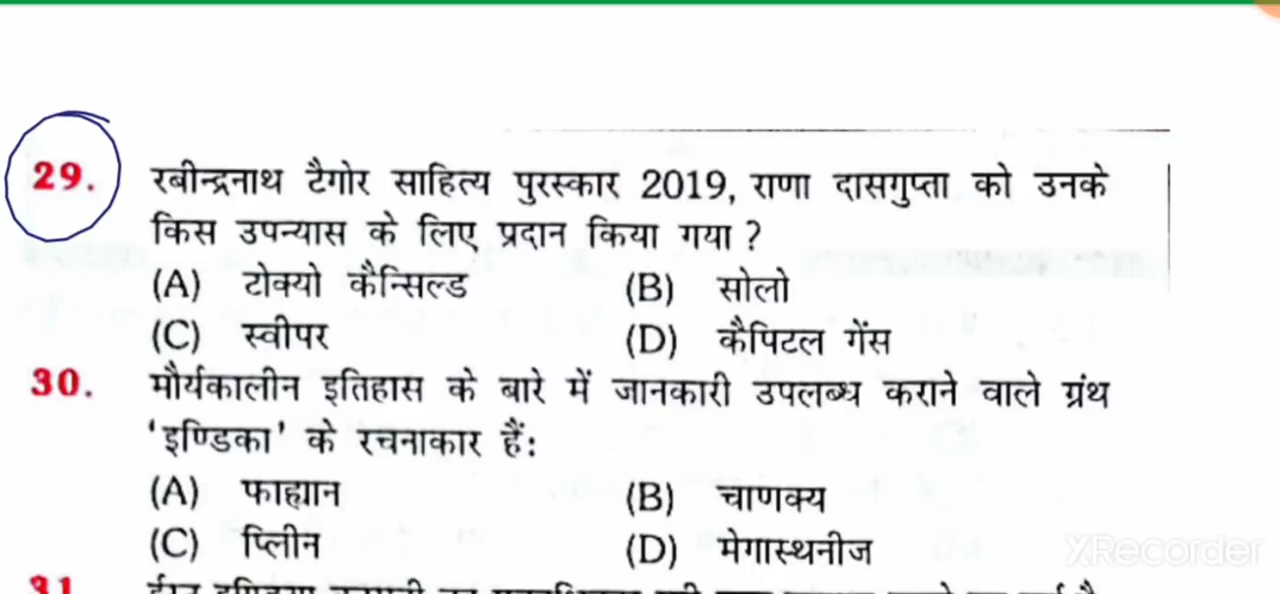 29. रबीन्द्रनाथ टैगोर साहित्य पुरस्कार 2019, राणा दासगुप्ता को उनके
किस उपन्यास के लिए प्रदान किया गया ?
(A) टोक्यो कैन्सिल्ड (B) सोलो
(C) स्वीपर (D) कैपिटल गेंस
30. मौर्यकालीन इतिहास के बारे में जानकारी उपलब्ध कराने वाले ग्रंथ
'इण्डिका' के रचनाकार हैं:
(A) फाह्यान (B) चाणक्य
(C) प्लिीन (D) मेगास्थनीज
XRecorder
31.